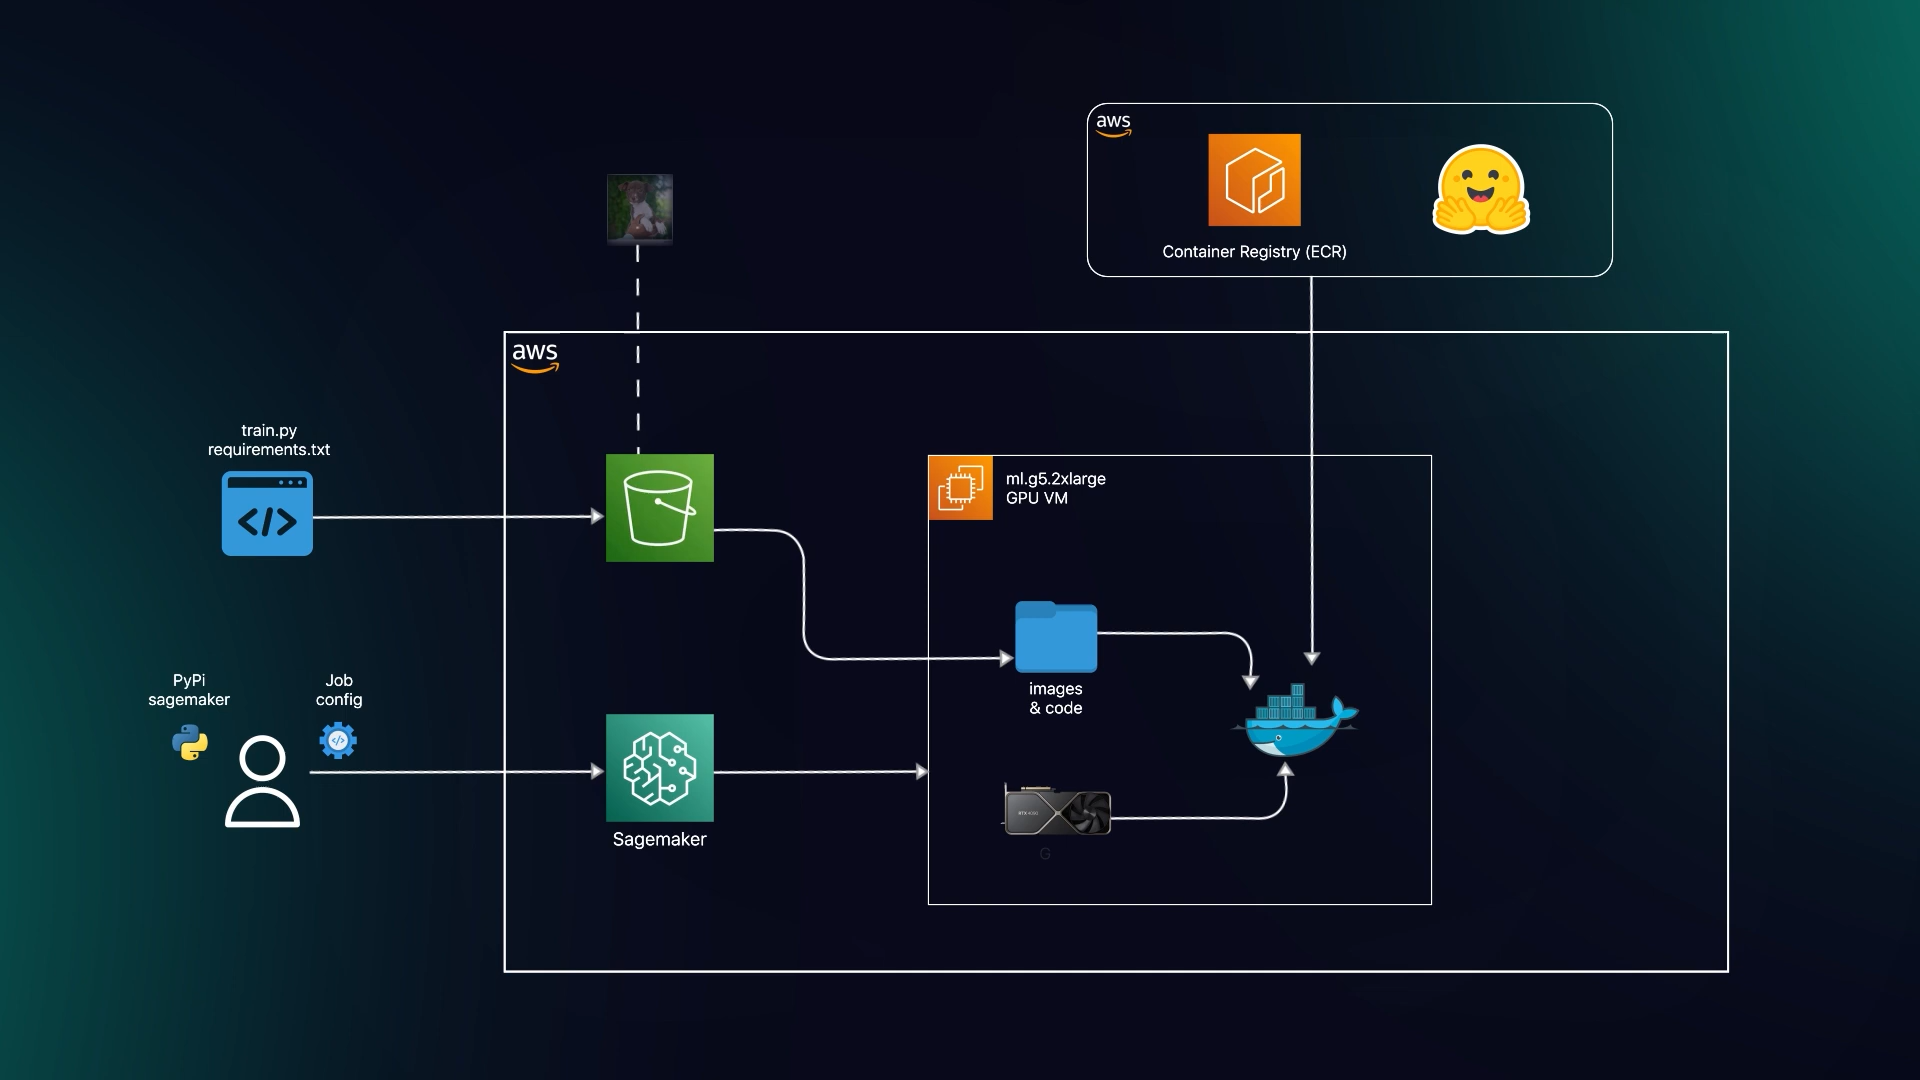 aws
Container Registry (ECR)
aws
train.py
requirements.txt
</>
ml.g5.2xlarge
GPU VM
PyPi
sagemaker
Job
config
</>
images
& code
Sagemaker
G